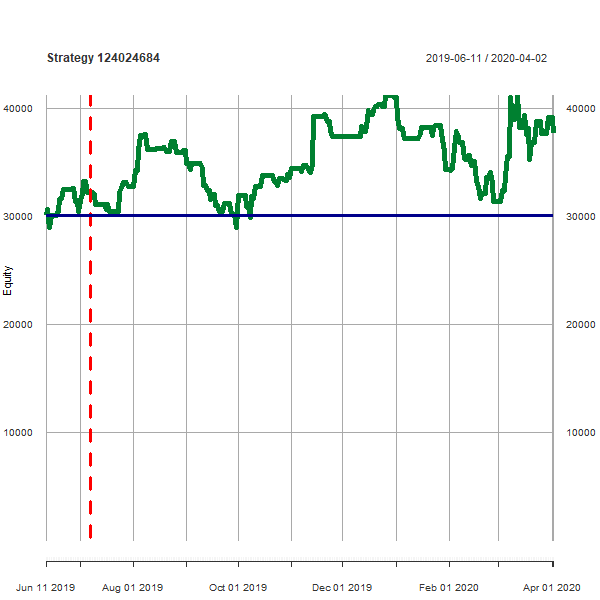 Strategy 124024684
2019-06-11 / 2020-04-02
40000 40000
30000 30000
20000 20000
10000 10000
Equity
Jun 11 2019 Aug 01 2019 Oct 01 2019 Dec 01 2019 Feb 01 2020 Apr 01 2020